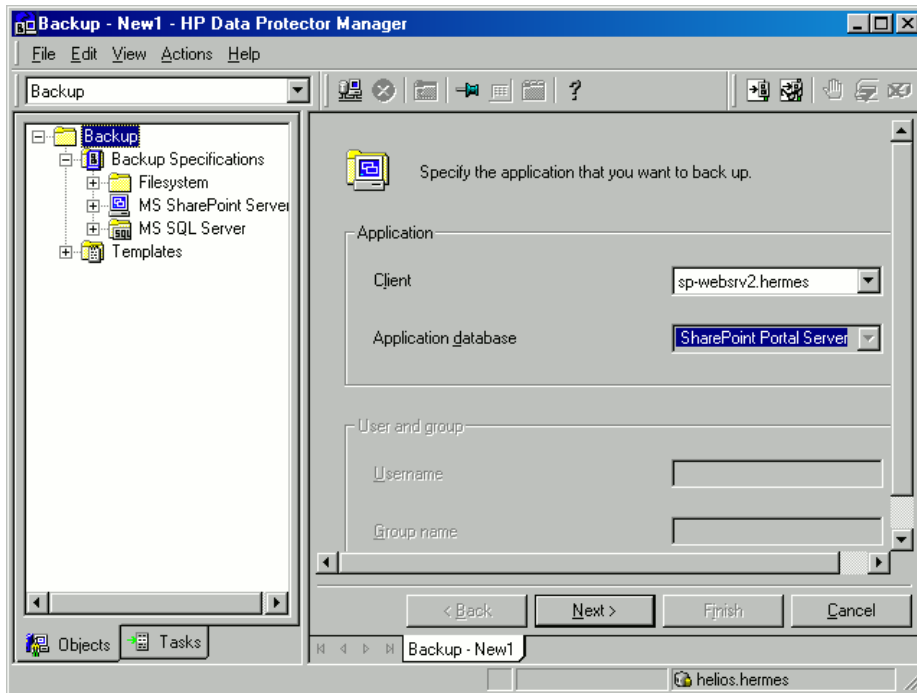 Backup - New1 - HP Data Protector Manager
File Edit View Actions Help
Backup
Backup
Backup Specifications
Filesystem
MS SharePoint Server
MS SQL Server
Templates
Objects
Tasks
Specify the application that you want to back up.
Application
Client
sp-websrv2.hermes
Application database
SharePoint Portal Server
User and group
Username
Group name
< Back
Next >
Finish
Cancel
Backup - New1
helios.hermes